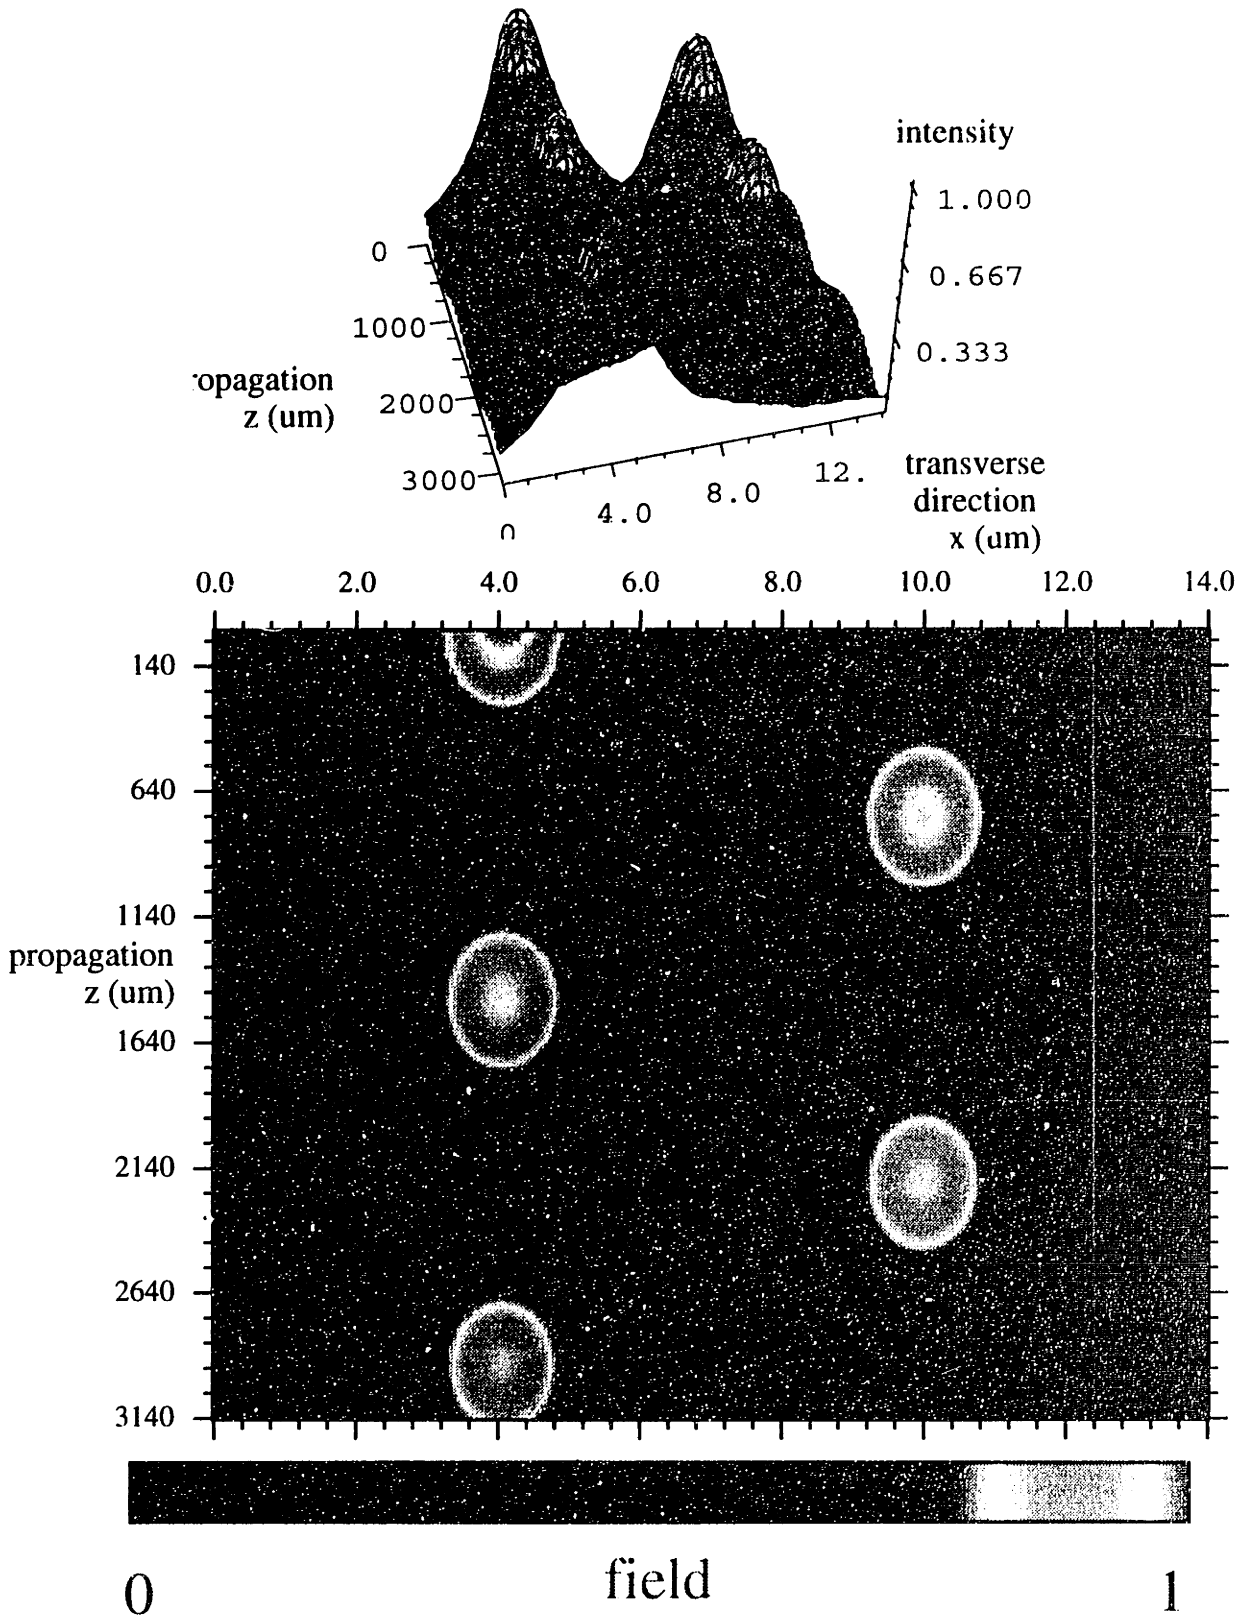 intensity
1.000
0.667
0.333
0
1000
2000
3000
ropagation
z (um)
0
4.0
8.0
12.
transverse
direction
x (um)
0.0 2.0 4.0 6.0 8.0 10.0 12.0 14.0
140
640
1140
propagation
z (um)
1640
2140
2640
3140
0 field 1